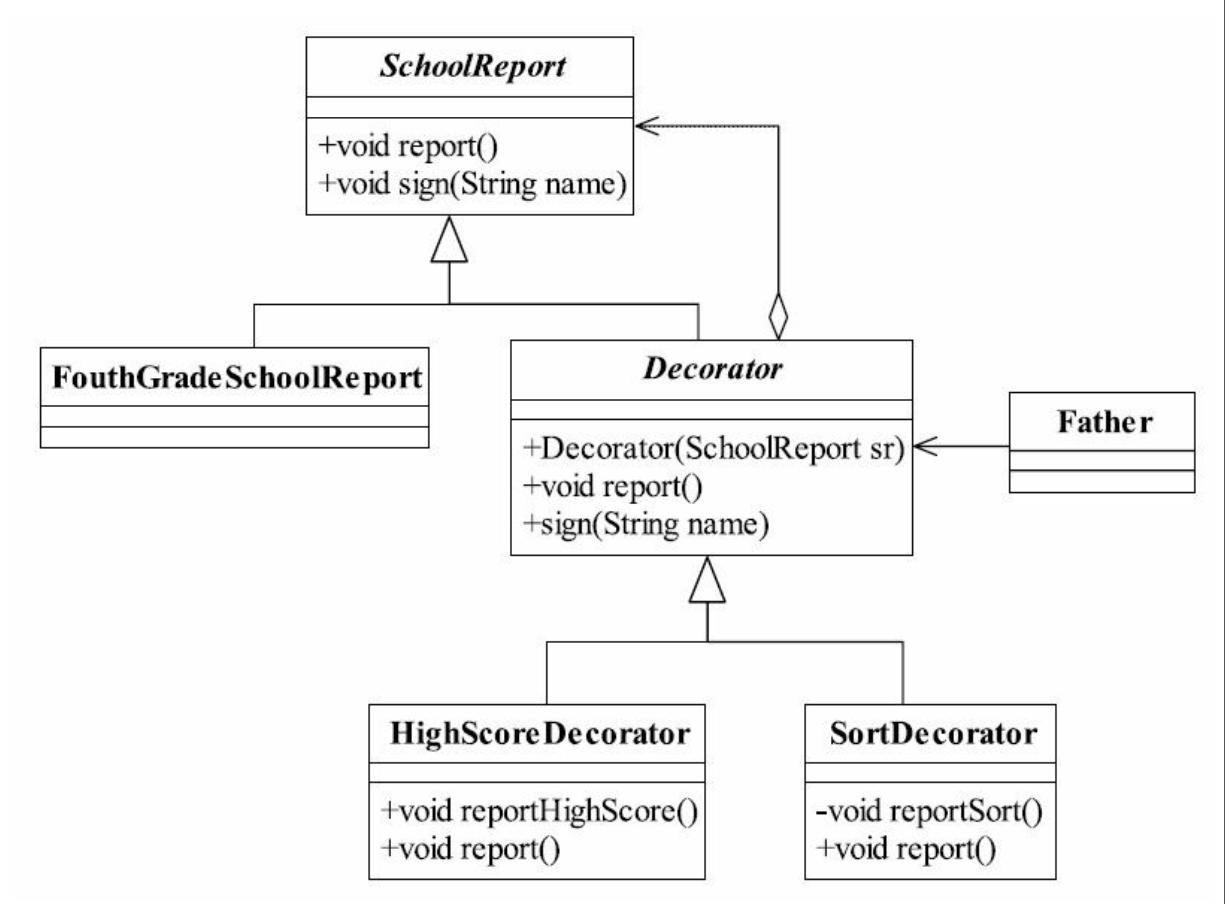 SchoolReport
+void report()
+void sign(String name)
FouthGradeSchoolReport
Decorator
+Decorator(SchoolReport sr)
+void report()
+sign(String name)
Father
HighScoreDecorator
+void reportHighScore()
+void report()
SortDecorator
-void reportSort()
+void report()